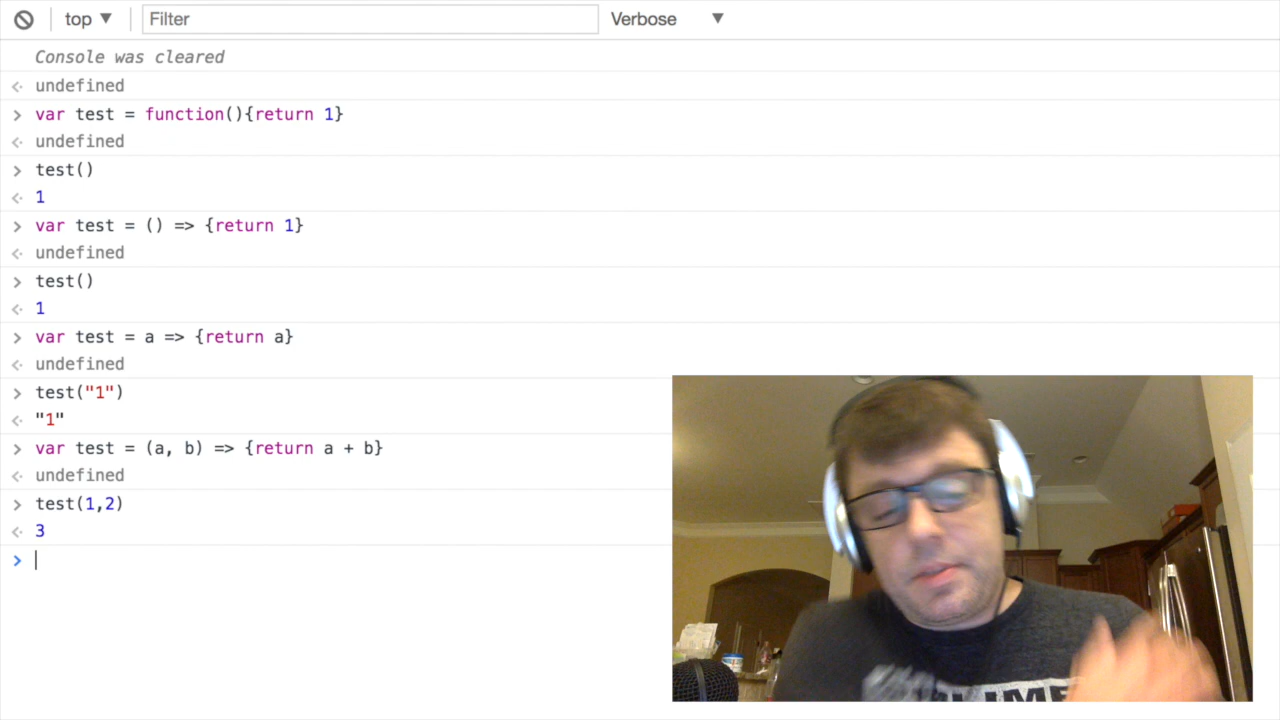 top ▼ Filter Verbose ▼
Console was cleared
undefined
var test = function(){return 1}
undefined
test()
1
var test = () => {return 1}
undefined
test()
1
var test = a => {return a}
undefined
test("1")
"1"
var test = (a, b) => {return a + b}
undefined
test(1,2)
3